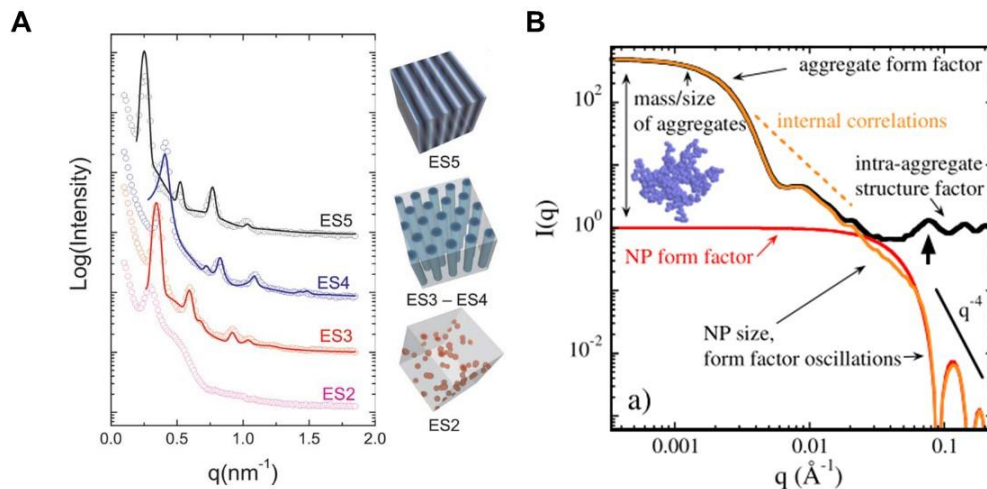 A
Log(Intensity)
ES5
ES4
ES3
ES2
0.0 0.5 1.0 1.5 2.0
q(nm⁻¹)
ES5
ES3 – ES4
ES2
B
I(q)
10²
10⁰
10⁻²
aggregate form factor
mass/size
of aggregates
internal correlations
intra-aggregate
structure factor
NP form factor
NP size,
form factor oscillations
q⁻⁴
a)
0.001 0.01 0.1
q (Å⁻¹)